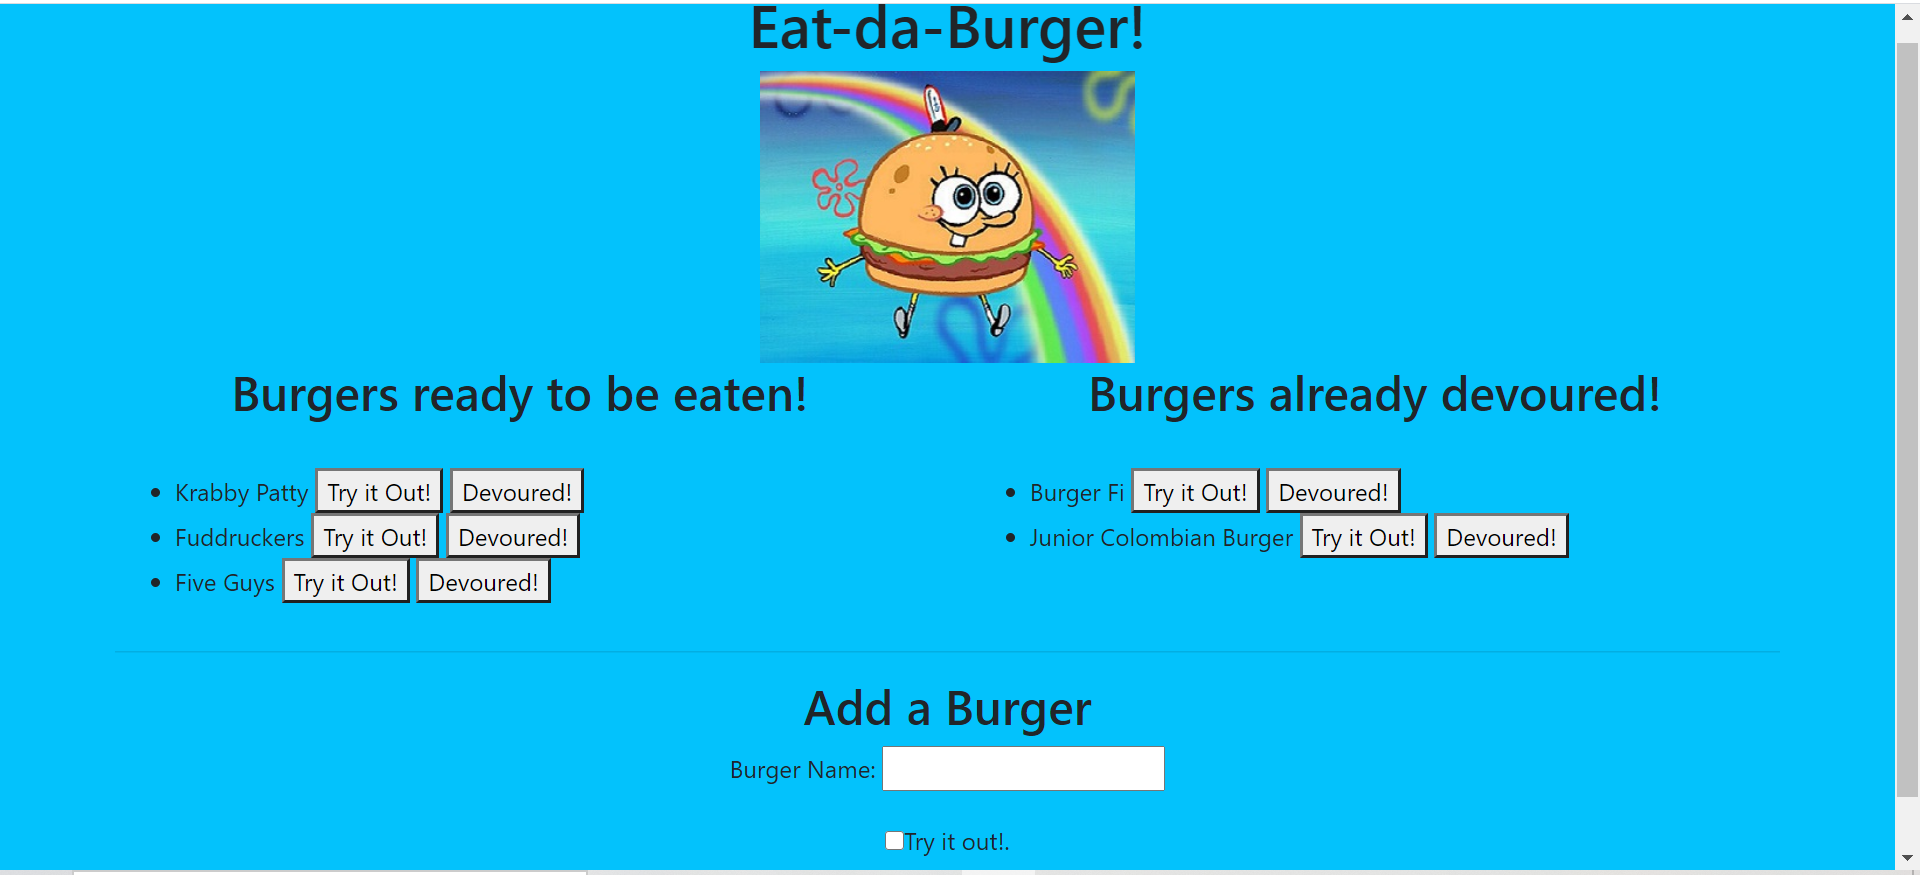 Eat-da-Burger!
Burgers ready to be eaten!
Krabby Patty Try it Out! Devoured!
Fuddruckers Try it Out! Devoured!
Five Guys Try it Out! Devoured!
Burgers already devoured!
Burger Fi Try it Out! Devoured!
Junior Colombian Burger Try it Out! Devoured!
Add a Burger
Burger Name:
Try it out!.